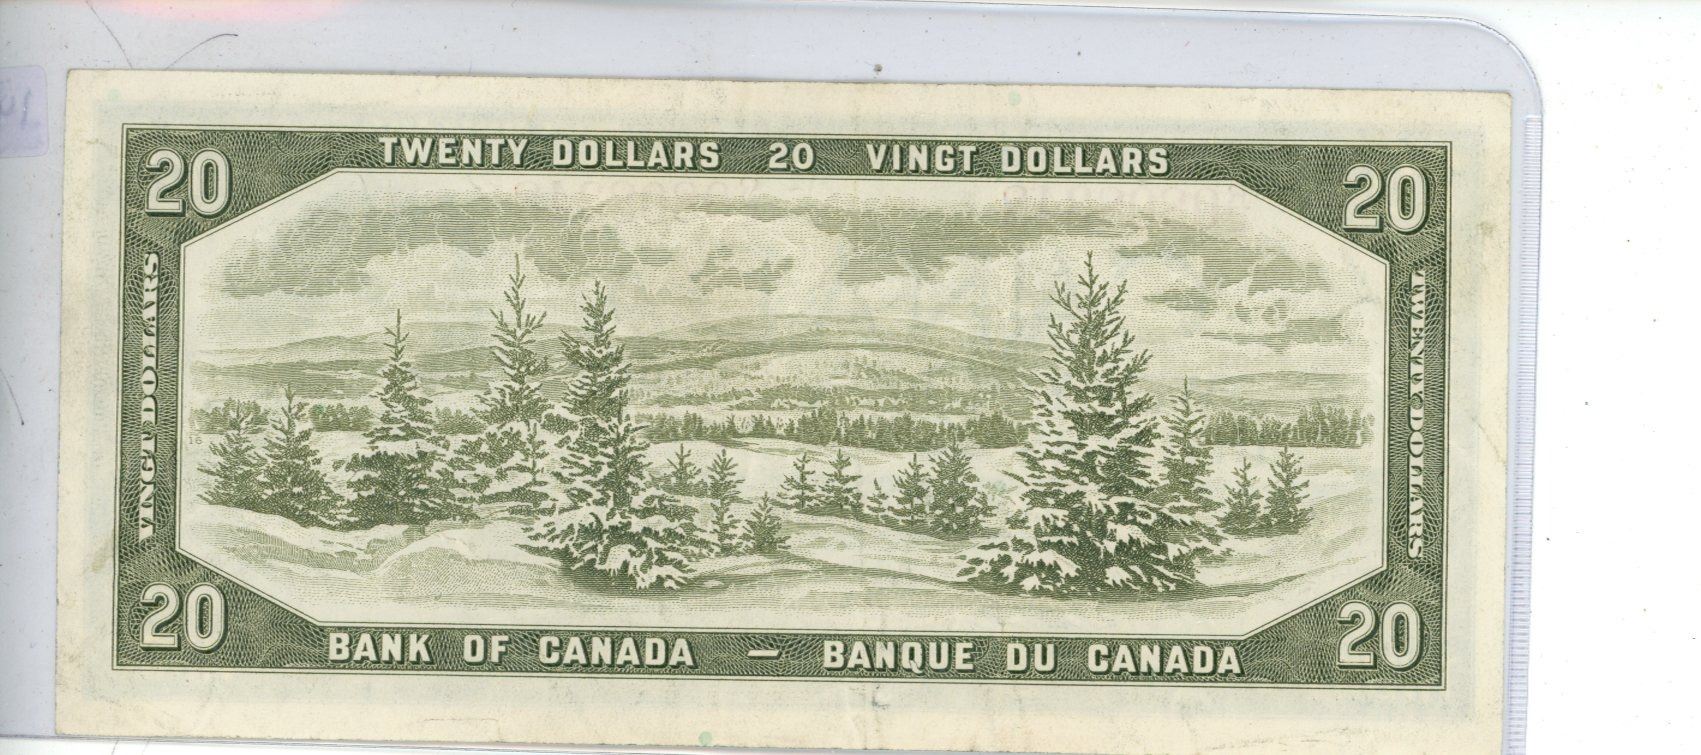 TWENTY DOLLARS 20 VINGT DOLLARS
20
20
VINGT DOLLARS
TWENTY DOLLARS
16
20
20
BANK OF CANADA — BANQUE DU CANADA